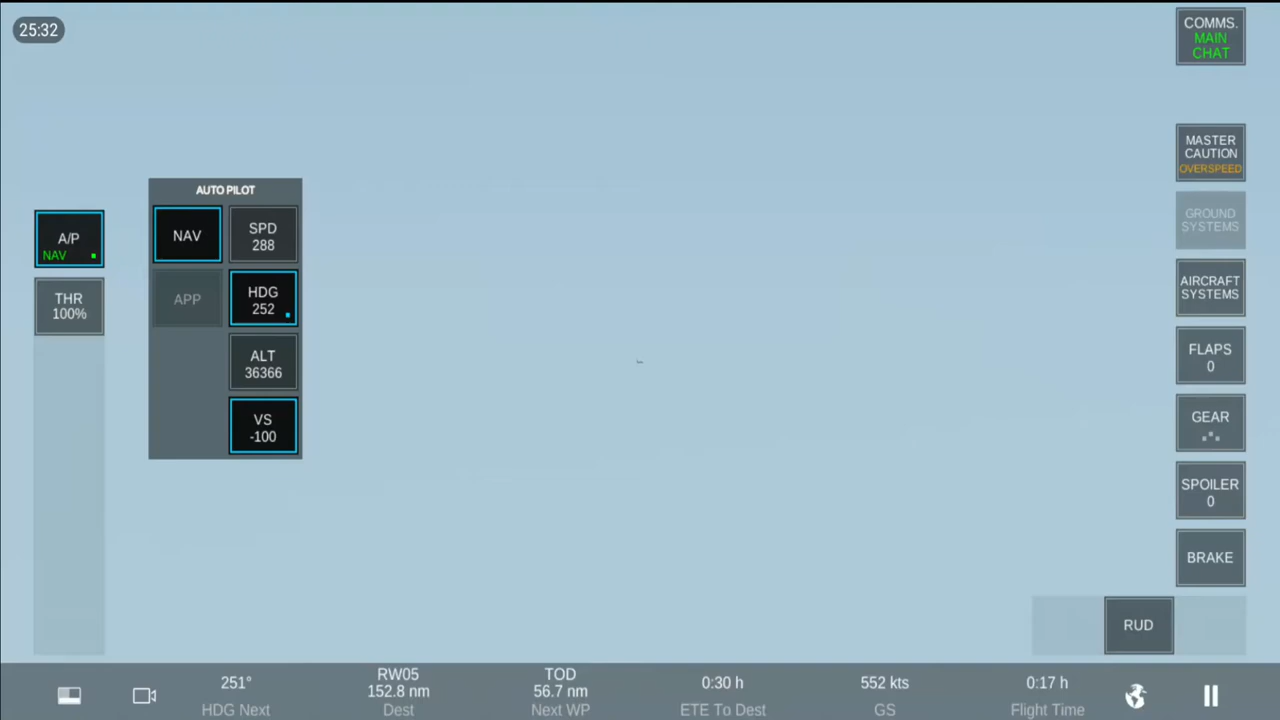 25:32
COMMS.
MAIN
CHAT
MASTER
CAUTION
OVERSPEED
AUTO PILOT
A/P
NAV
NAV
SPD
288
GROUND
SYSTEMS
THR
100%
APP
HDG
252
AIRCRAFT
SYSTEMS
ALT
36366
FLAPS
0
VS
-100
GEAR
SPOILER
0
BRAKE
RUD
251°
HDG Next
RW05
152.8 nm
Dest
TOD
56.7 nm
Next WP
0:30 h
ETE To Dest
552 kts
GS
0:17 h
Flight Time